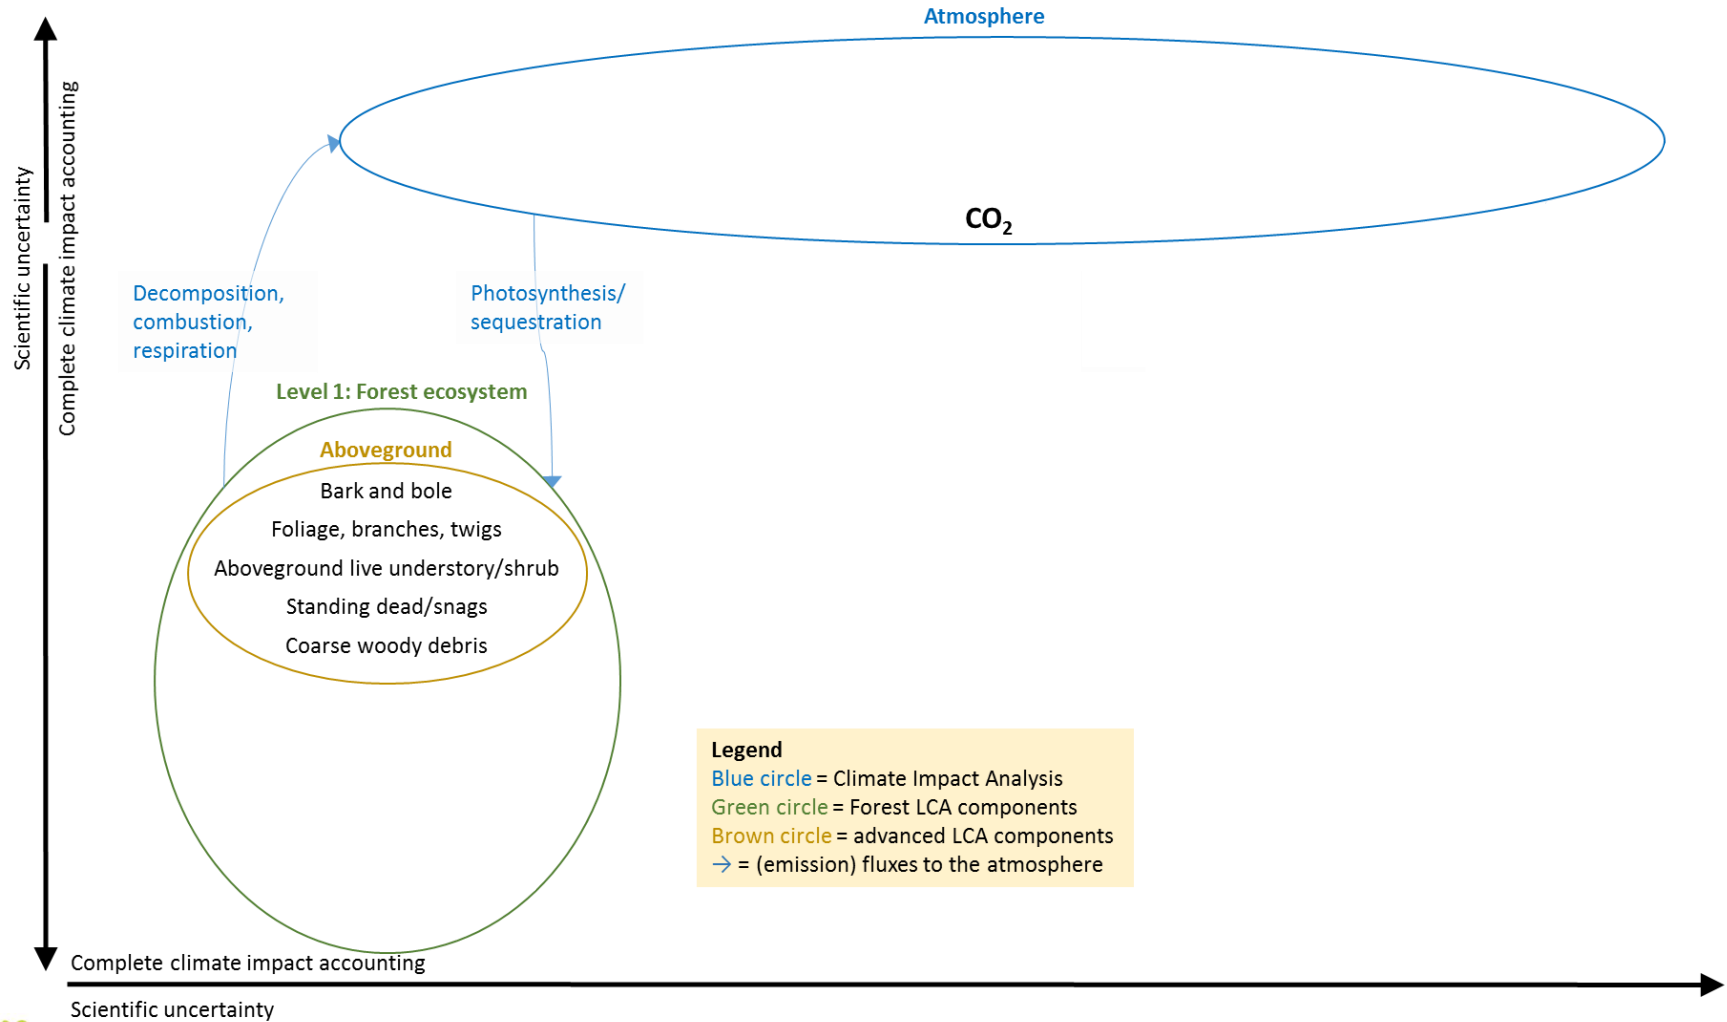 Atmosphere
Scientific uncertainty
Complete climate impact accounting
CO₂
Decomposition,
combustion,
respiration
Photosynthesis/
sequestration
Level 1: Forest ecosystem
Aboveground
Bark and bole
Foliage, branches, twigs
Aboveground live understory/shrub
Standing dead/snags
Coarse woody debris
Legend
Blue circle = Climate Impact Analysis
Green circle = Forest LCA components
Brown circle = advanced LCA components
→ = (emission) fluxes to the atmosphere
Complete climate impact accounting
Scientific uncertainty